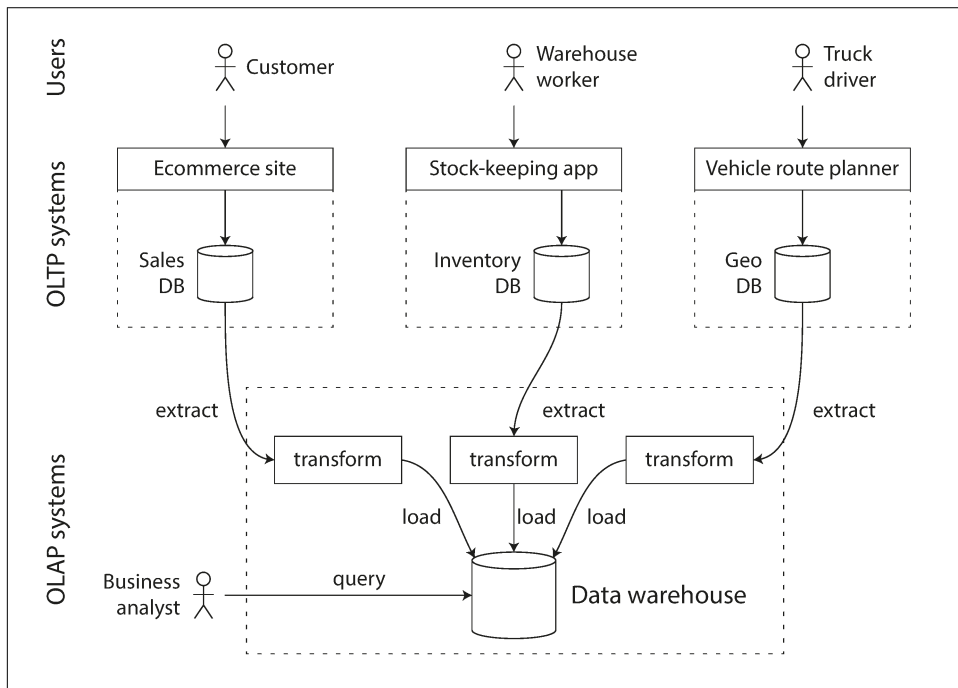 Users
Customer
Warehouse
worker
Truck
driver
OLTP systems
Ecommerce site
Stock-keeping app
Vehicle route planner
Sales
DB
Inventory
DB
Geo
DB
extract
extract
extract
OLAP systems
transform
transform
transform
load
load
load
Business
analyst
query
Data warehouse